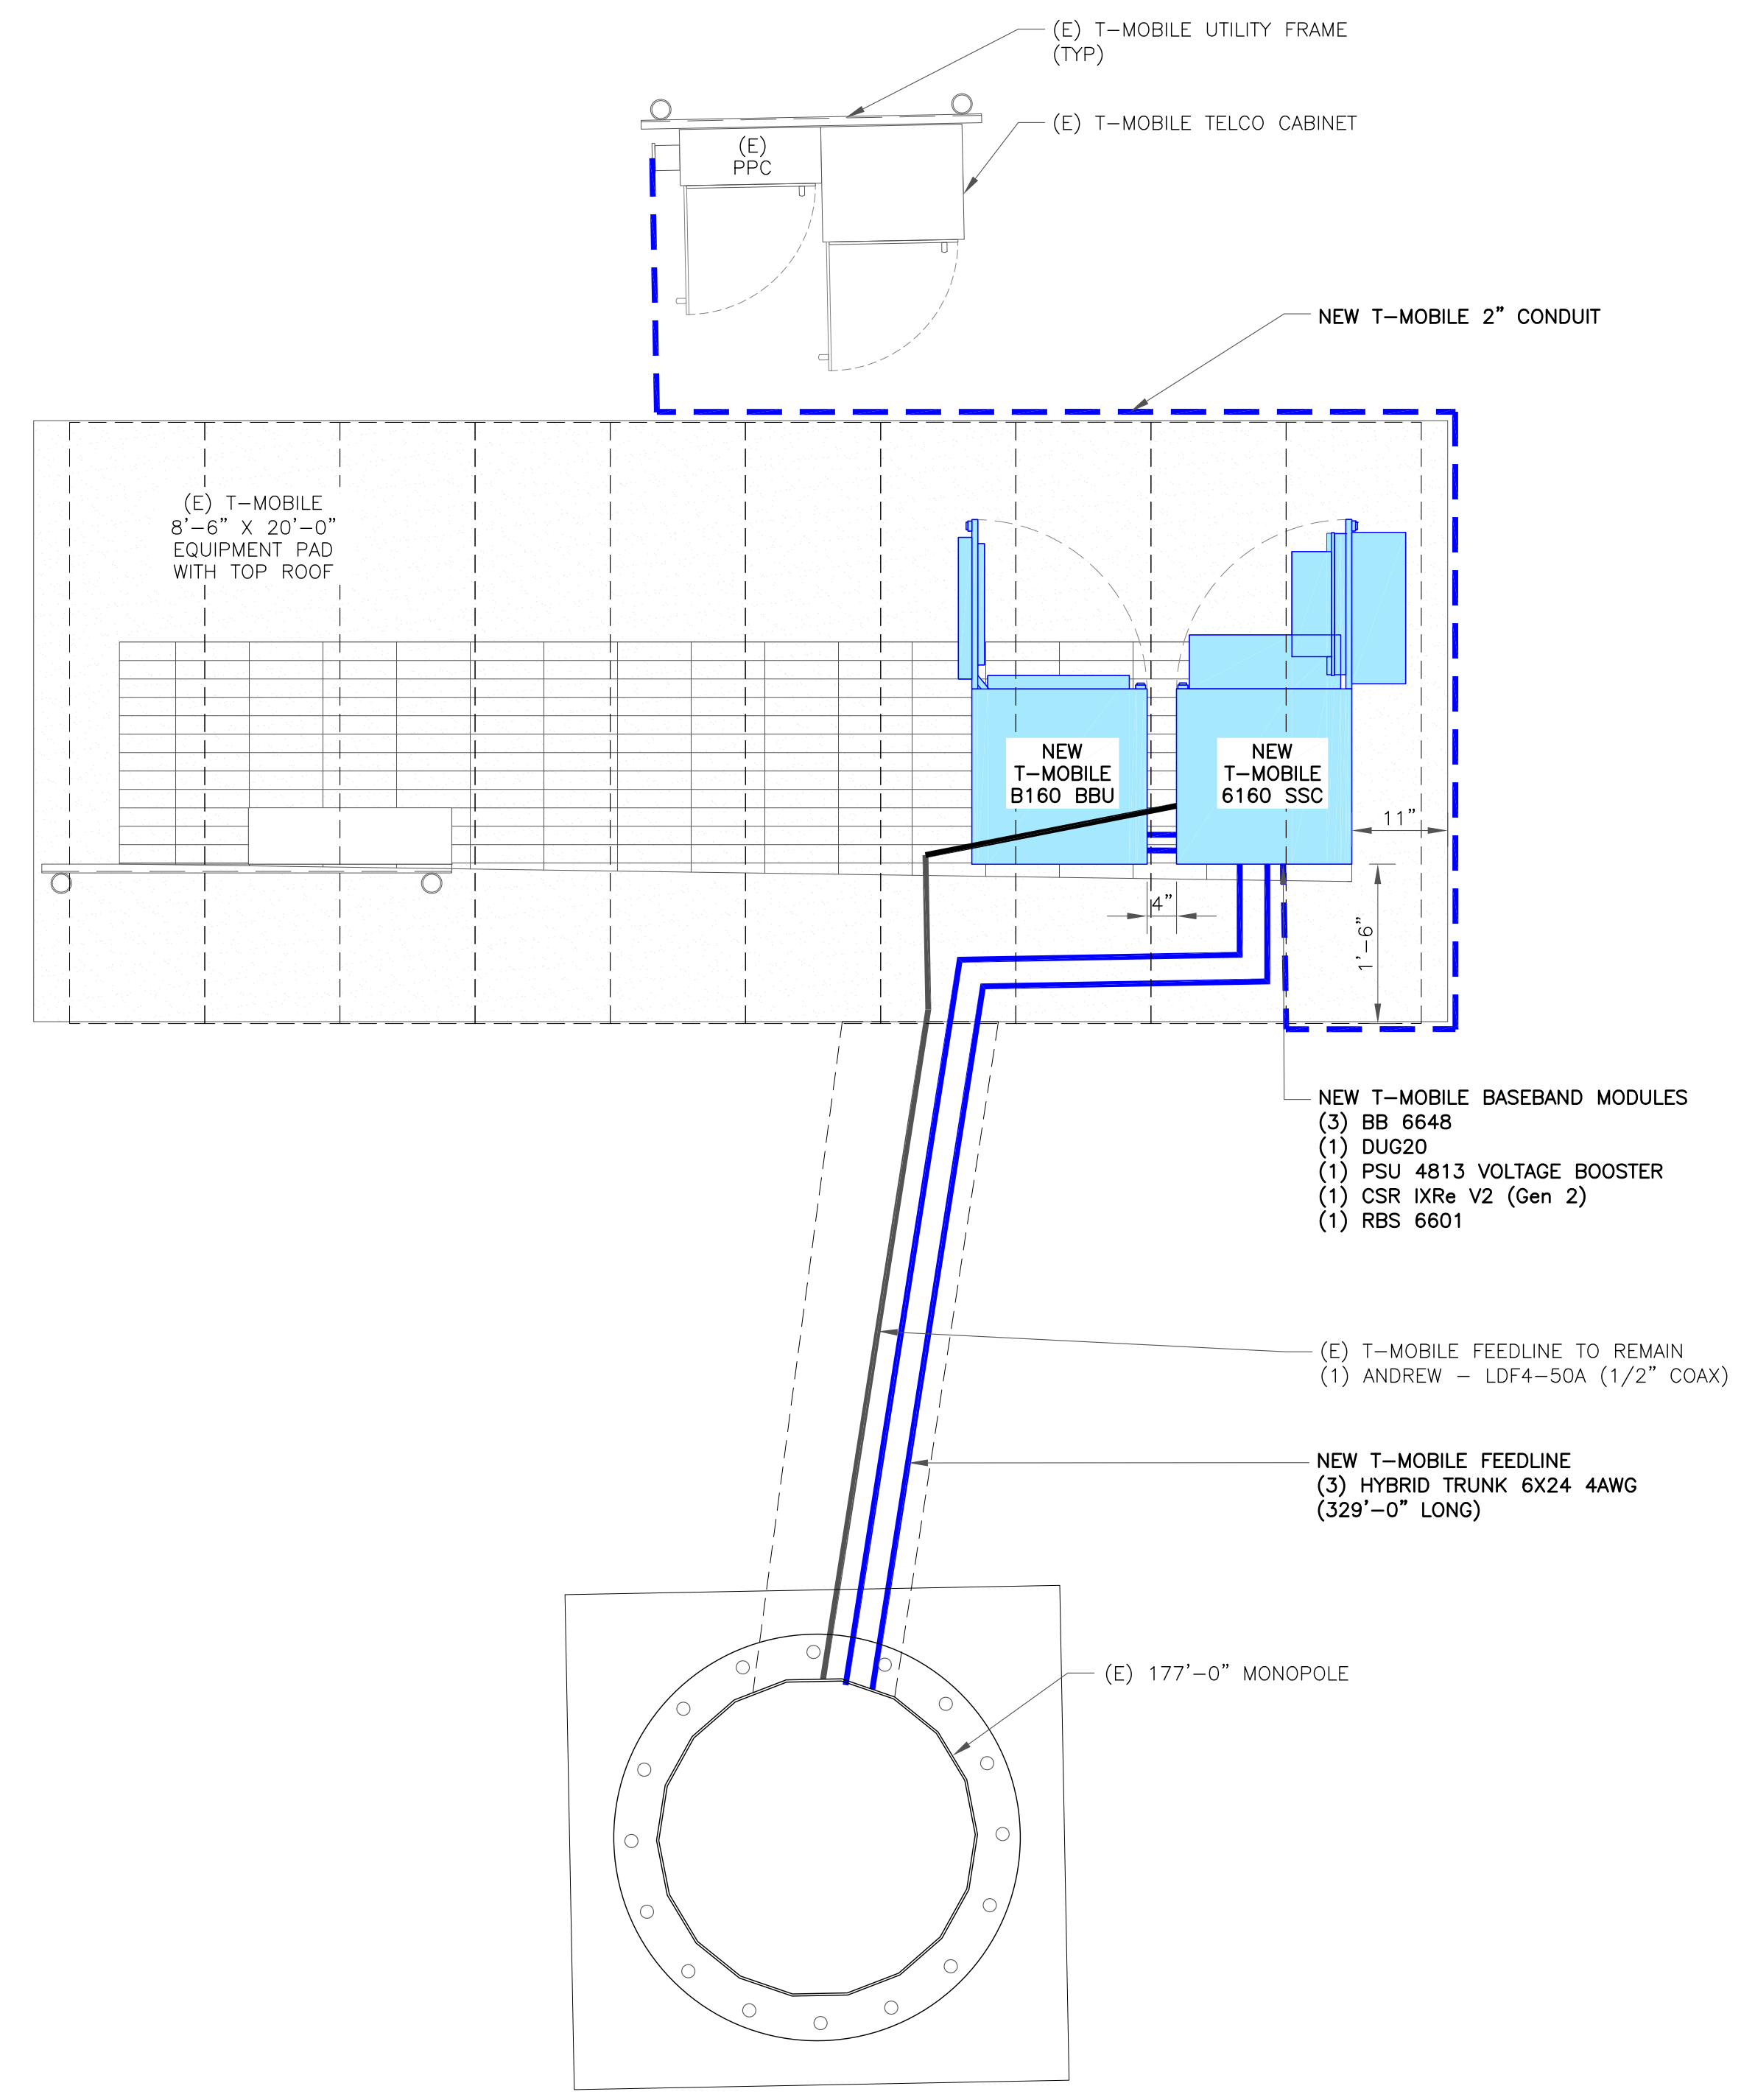 (E) T-MOBILE UTILITY FRAME
(TYP)
(E) T-MOBILE TELCO CABINET
(E)
PPC
NEW T-MOBILE 2" CONDUIT
(E) T-MOBILE
8'-6" X 20'-0"
EQUIPMENT PAD
WITH TOP ROOF
NEW
T-MOBILE
B160 BBU
NEW
T-MOBILE
6160 SSC
11"
4"
1'-6"
NEW T-MOBILE BASEBAND MODULES
(3) BB 6648
(1) DUG20
(1) PSU 4813 VOLTAGE BOOSTER
(1) CSR IXRe V2 (Gen 2)
(1) RBS 6601
(E) T-MOBILE FEEDLINE TO REMAIN
(1) ANDREW - LDF4-50A (1/2" COAX)
NEW T-MOBILE FEEDLINE
(3) HYBRID TRUNK 6X24 4AWG
(329'-0" LONG)
(E) 177'-0" MONOPOLE